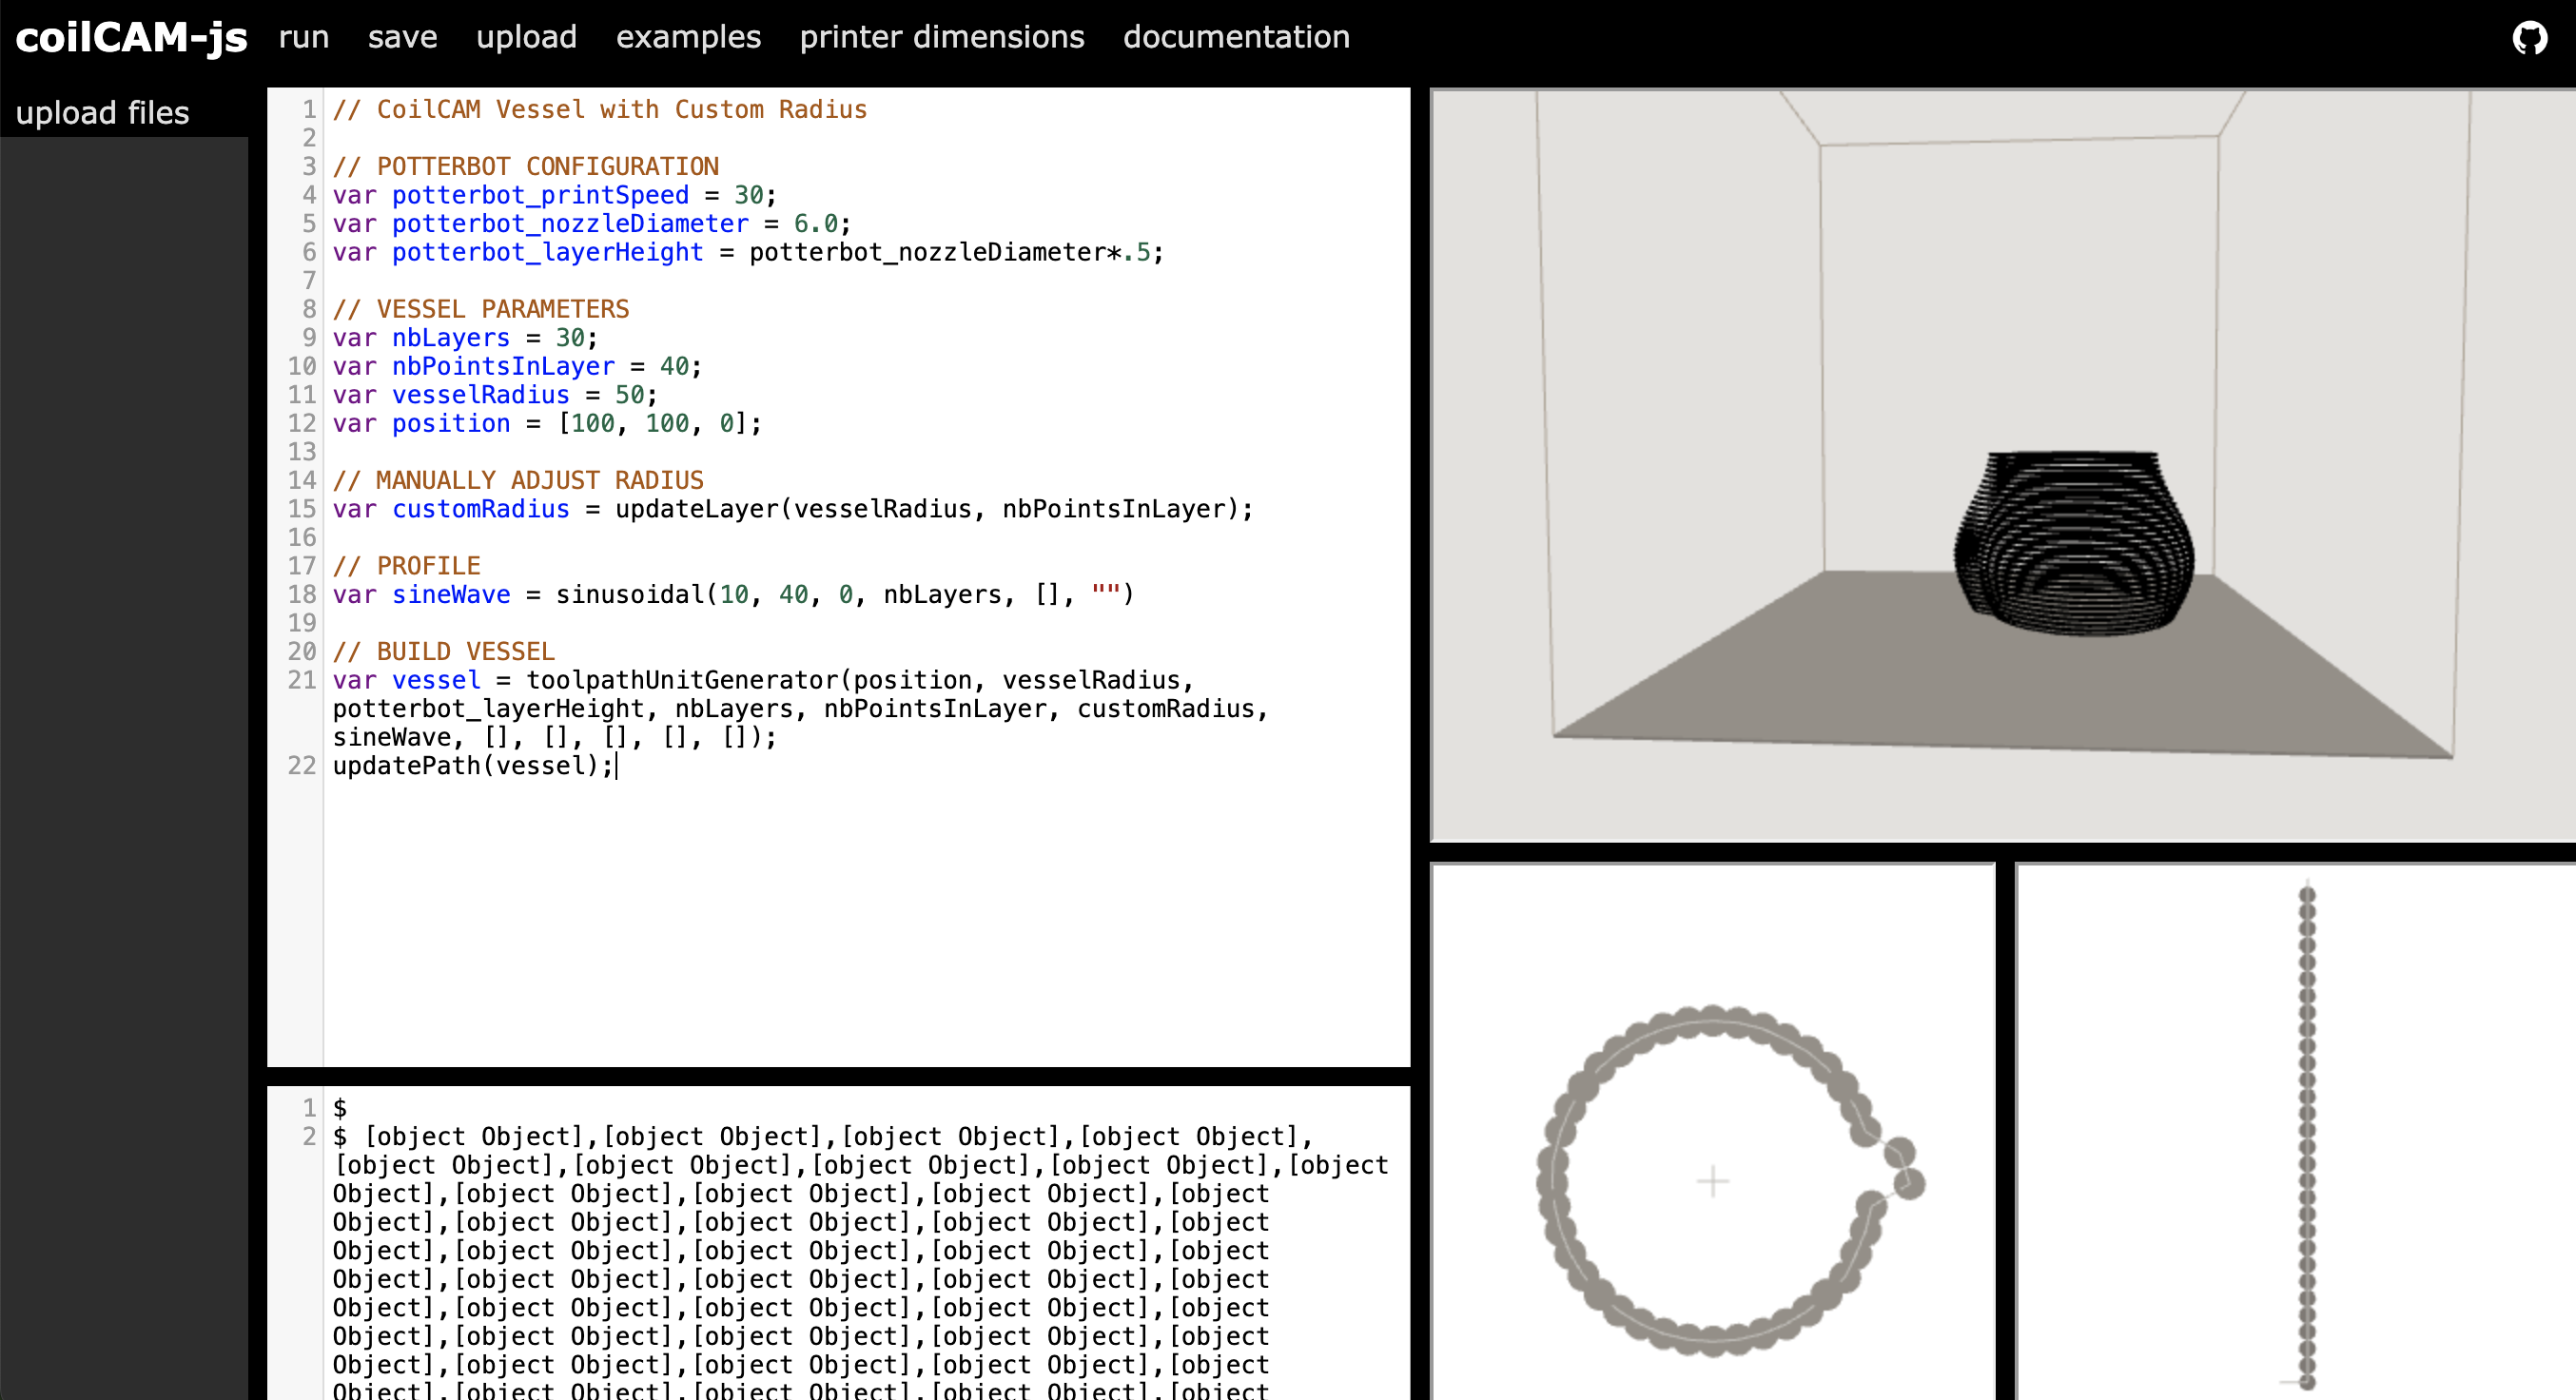 coilCAM-js run save upload examples printer dimensions documentation
upload files
1 // CoilCAM Vessel with Custom Radius
2
3 // POTTERBOT CONFIGURATION
4 var potterbot_printSpeed = 30;
5 var potterbot_nozzleDiameter = 6.0;
6 var potterbot_layerHeight = potterbot_nozzleDiameter*.5;
7
8 // VESSEL PARAMETERS
9 var nbLayers = 30;
10 var nbPointsInLayer = 40;
11 var vesselRadius = 50;
12 var position = [100, 100, 0];
13
14 // MANUALLY ADJUST RADIUS
15 var customRadius = updateLayer(vesselRadius, nbPointsInLayer);
16
17 // PROFILE
18 var sineWave = sinusoidal(10, 40, 0, nbLayers, [], "")
19
20 // BUILD VESSEL
21 var vessel = toolpathUnitGenerator(position, vesselRadius,
potterbot_layerHeight, nbLayers, nbPointsInLayer, customRadius,
sineWave, [], [], [], [], []);
22 updatePath(vessel);
1 $
2 $ [object Object],[object Object],[object Object],[object Object],
[object Object],[object Object],[object Object],[object Object],[object
Object],[object Object],[object Object],[object Object],[object
Object],[object Object],[object Object],[object Object],[object
Object],[object Object],[object Object],[object Object],[object
Object],[object Object],[object Object],[object Object],[object
Object],[object Object],[object Object],[object Object],[object
Object],[object Object],[object Object],[object Object],[object
Object],[object Object],[object Object],[object Object],[object
Object],[object Object],[object Object],[object Object],[object